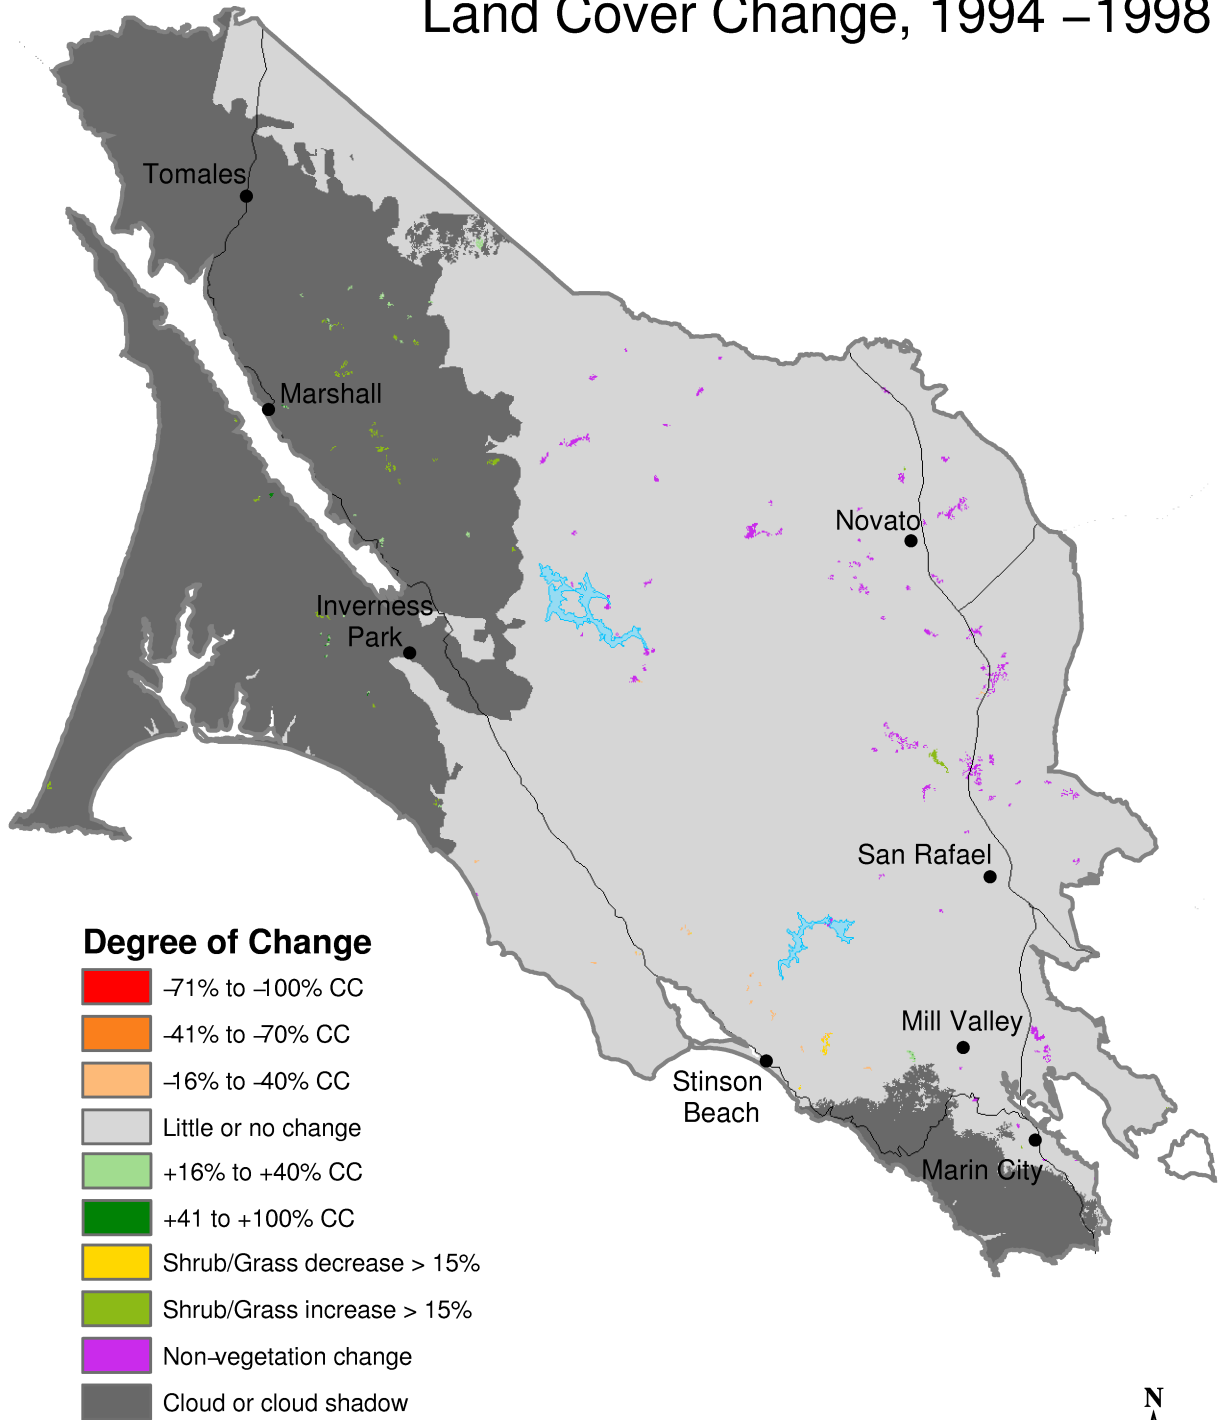 Land Cover Change, 1994 –1998
Tomales
Marshall
Novato
Inverness
Park
San Rafael
Mill Valley
Stinson
Beach
Marin City
Degree of Change
–71% to –100% CC
–41% to –70% CC
–16% to –40% CC
Little or no change
+16% to +40% CC
+41 to +100% CC
Shrub/Grass decrease > 15%
Shrub/Grass increase > 15%
Non–vegetation change
Cloud or cloud shadow
N